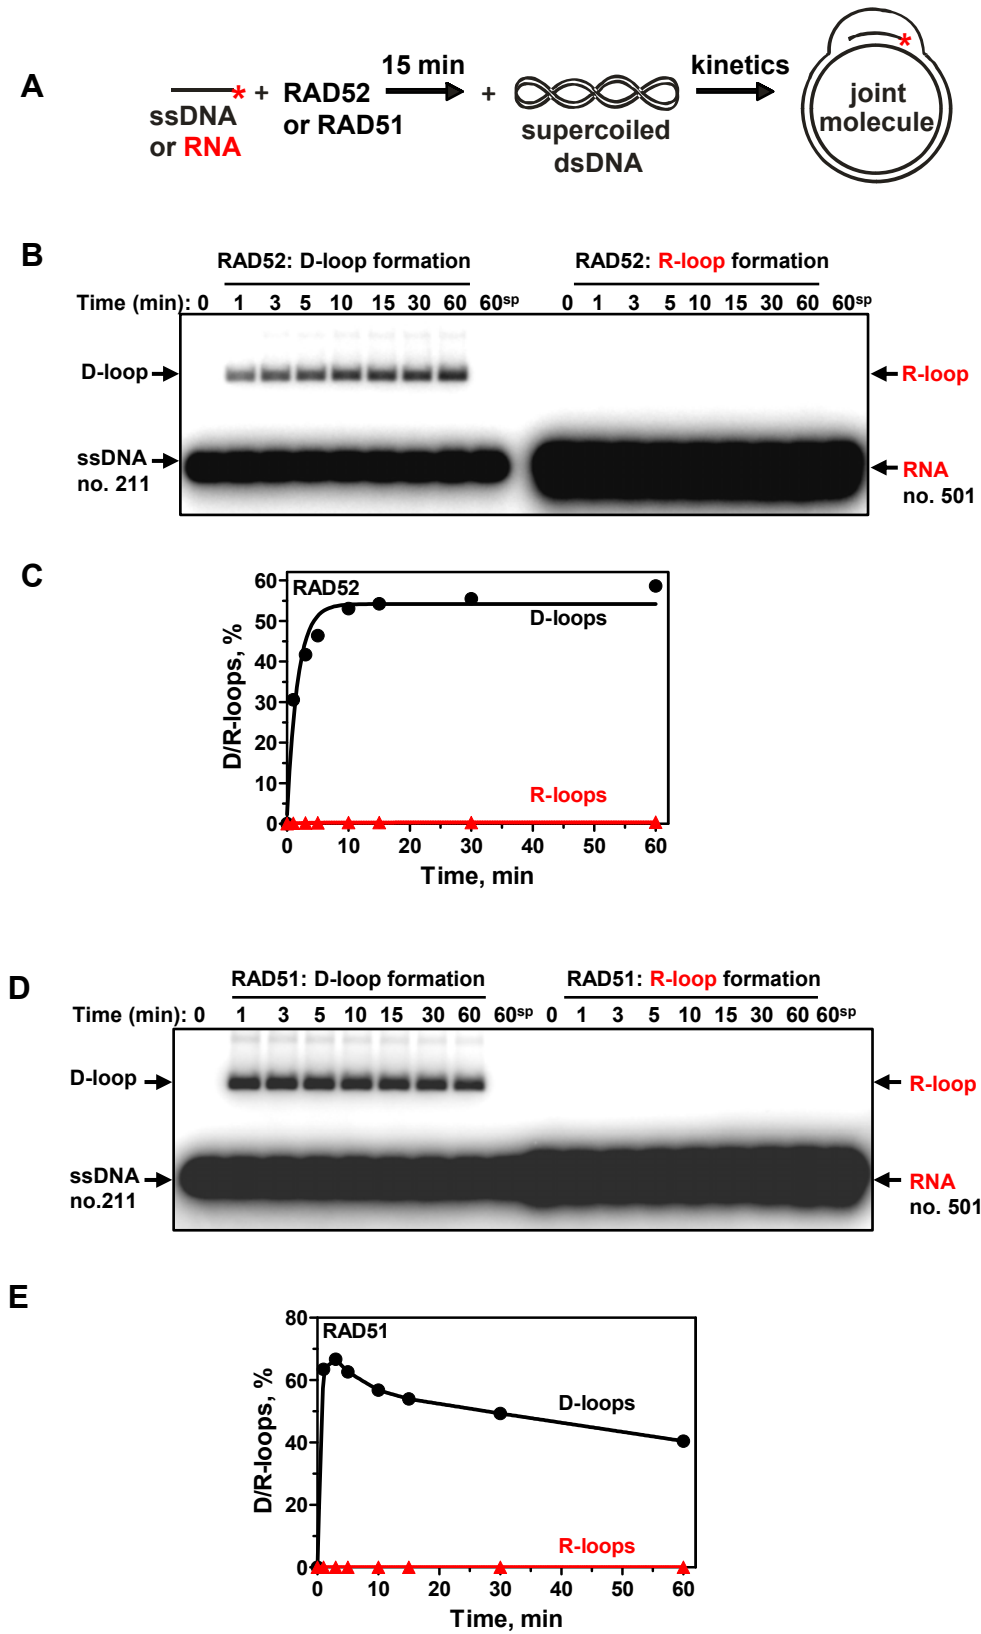 A
ssDNA
or RNA
*
+
RAD52
or RAD51
15 min
+
supercoiled
dsDNA
kinetics
*
joint
molecule
B
RAD52: D-loop formation
RAD52: R-loop formation
Time (min): 0 1 3 5 10 15 30 60 60sp 0 1 3 5 10 15 30 60 60sp
D-loop
R-loop
ssDNA
no. 211
RNA
no. 501
C
RAD52
D-loops
R-loops
D/R-loops, %
60
50
40
30
20
10
0
0 10 20 30 40 50 60
Time, min
D
RAD51: D-loop formation
RAD51: R-loop formation
Time (min): 0 1 3 5 10 15 30 60 60sp 0 1 3 5 10 15 30 60 60sp
D-loop
R-loop
ssDNA
no.211
RNA
no. 501
E
RAD51
D-loops
R-loops
D/R-loops, %
80
60
40
20
0
0 10 20 30 40 50 60
Time, min